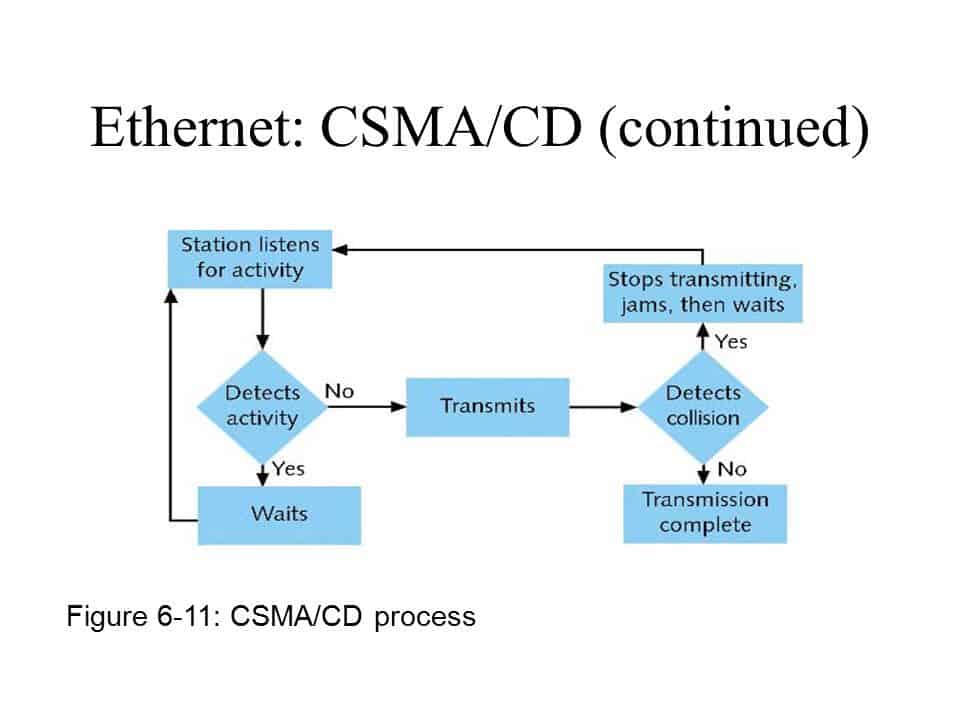 Ethernet: CSMA/CD (continued)
Station listens
for activity
Stops transmitting,
jams, then waits
Yes
Detects
activity
No
Transmits
Detects
collision
Yes
Waits
No
Transmission
complete
Figure 6-11: CSMA/CD process